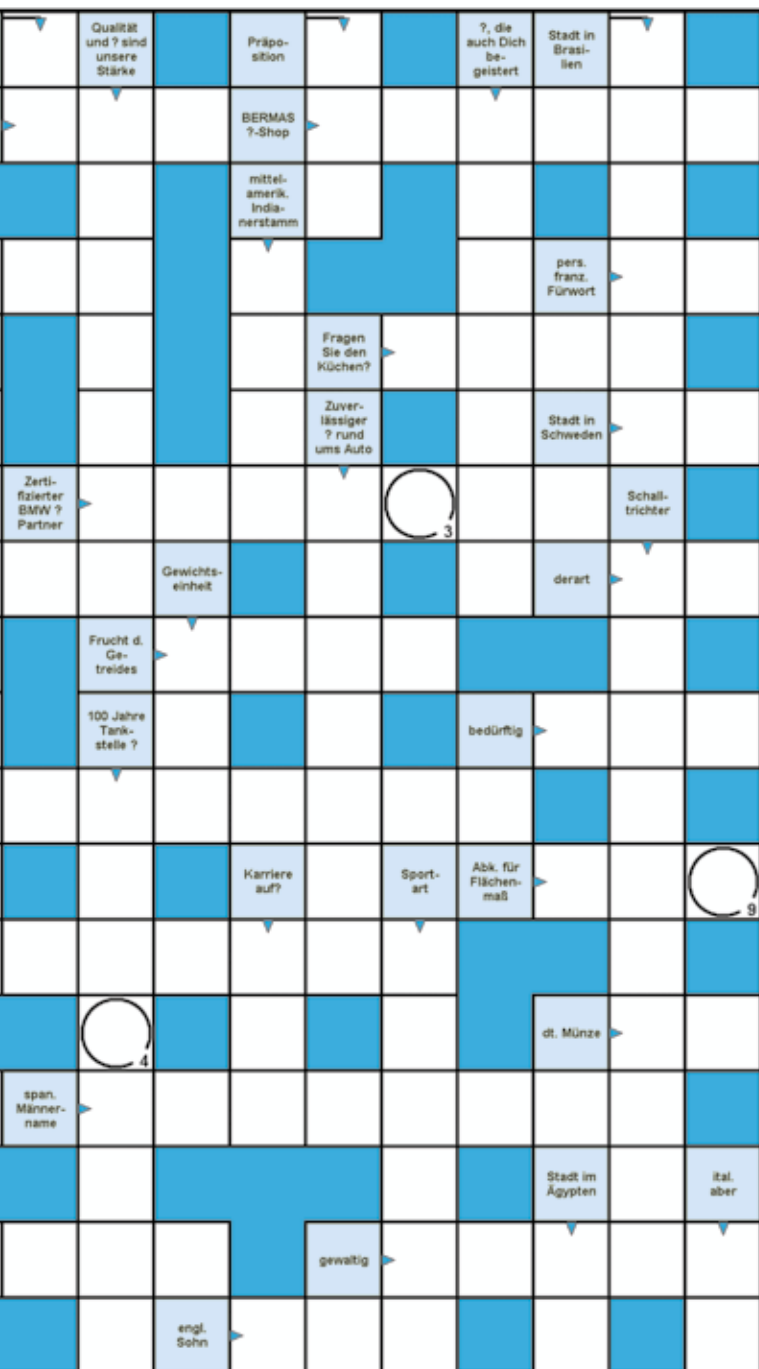 Qualität
und ? sind
unsere
Stärke
Präpo-
sition
?, die
auch Dich
be-
geistert
Stadt in
Brasi-
lien
BERMAS
?-Shop
mittel-
amerik.
India-
nerstamm
pers.
franz.
Fürwort
Fragen
Sie den
Küchen?
Zuver-
lässiger
? rund
ums Auto
Stadt in
Schweden
Zerti-
fizierter
BMW ?
Partner
3
Schall-
trichter
Gewichts-
einheit
derart
Frucht d.
Ge-
treides
100 Jahre
Tank-
stelle ?
bedürftig
Karriere
auf?
Sport-
art
Abk. für
Flächen-
maß
9
4
dt. Münze
span.
Männer-
name
Stadt im
Ägypten
ital.
aber
gewaltig
engl.
Sohn